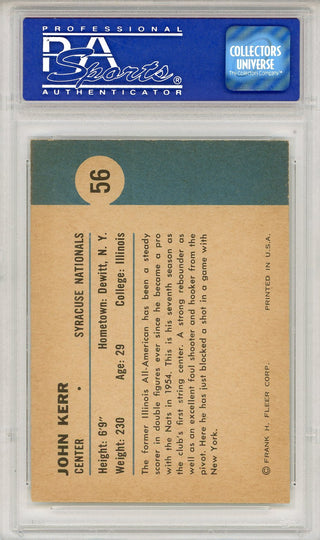 PROFESSIONAL
PSA
Sports®
AUTHENTICATOR
COLLECTORS
UNIVERSE
The Collectors Company™
56
JOHN KERR
CENTER • SYRACUSE NATIONALS
Height: 6'9" Hometown: Dewitt, N. Y.
Weight: 230 Age: 29 College: Illinois
The former Illinois All-American has been a steady
scorer in double figures ever since he became a pro
with the Natls in 1954. This is his seventh season as
the club's first string center. A strong rebounder as
well as an excellent foul shooter and hooker from the
pivot. Here he has just blocked a shot in a game with
New York.
© FRANK H. FLEER CORP. PRINTED IN U.S.A.